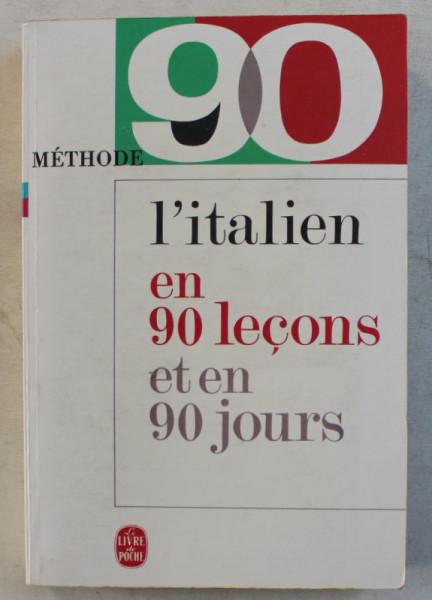 90
MÉTHODE
l'italien
en
90 leçons
et en
90 jours
Le
LIVRE
de
POCHE